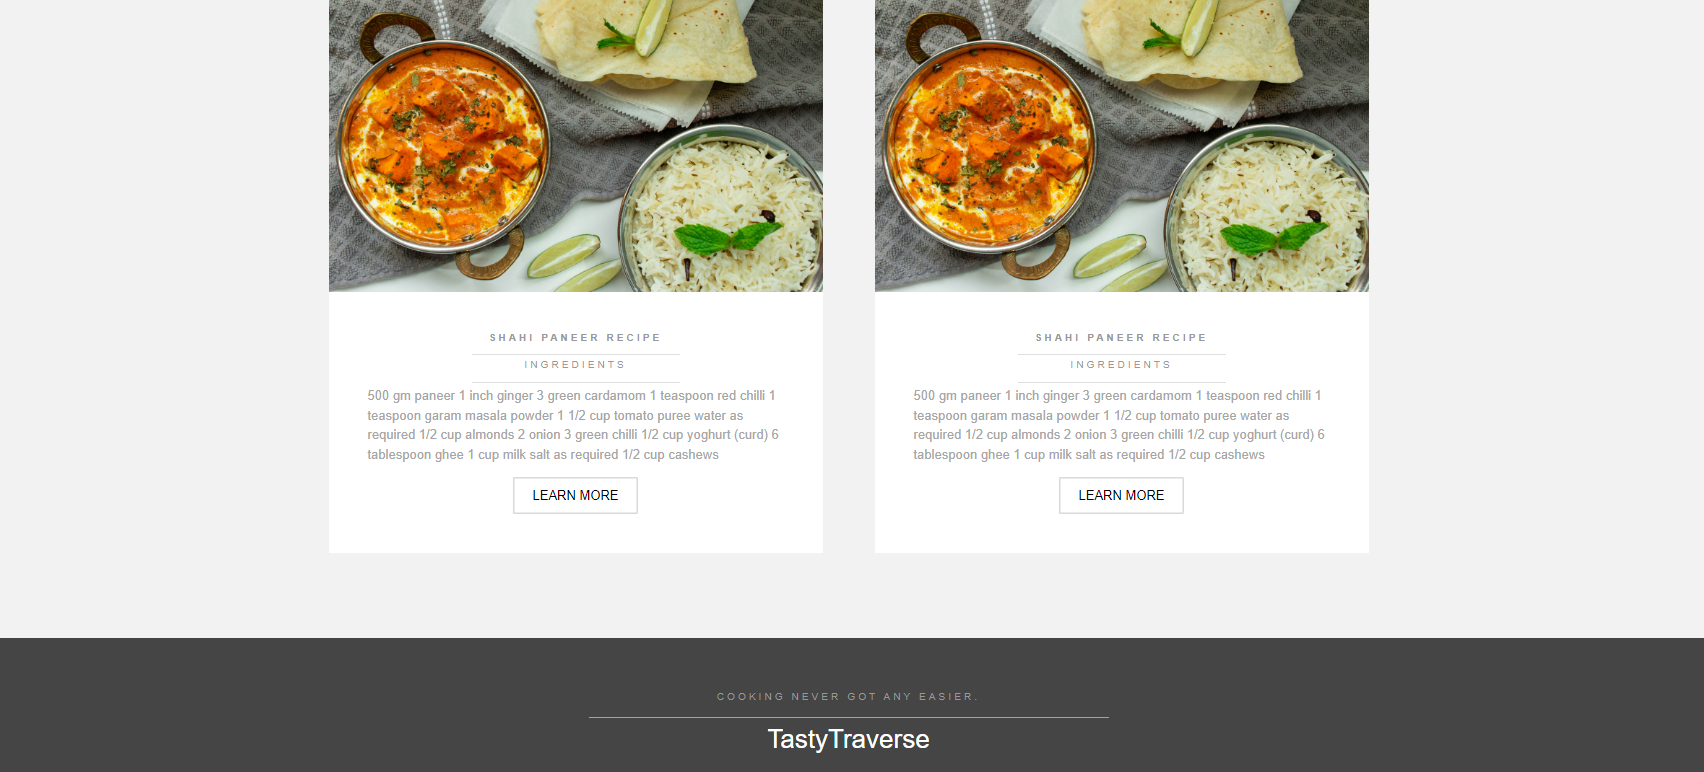 SHAHI PANEER RECIPE
INGREDIENTS
500 gm paneer 1 inch ginger 3 green cardamom 1 teaspoon red chilli 1
teaspoon garam masala powder 1 1/2 cup tomato puree water as
required 1/2 cup almonds 2 onion 3 green chilli 1/2 cup yoghurt (curd) 6
tablespoon ghee 1 cup milk salt as required 1/2 cup cashews
LEARN MORE
SHAHI PANEER RECIPE
INGREDIENTS
500 gm paneer 1 inch ginger 3 green cardamom 1 teaspoon red chilli 1
teaspoon garam masala powder 1 1/2 cup tomato puree water as
required 1/2 cup almonds 2 onion 3 green chilli 1/2 cup yoghurt (curd) 6
tablespoon ghee 1 cup milk salt as required 1/2 cup cashews
LEARN MORE
COOKING NEVER GOT ANY EASIER.
TastyTraverse